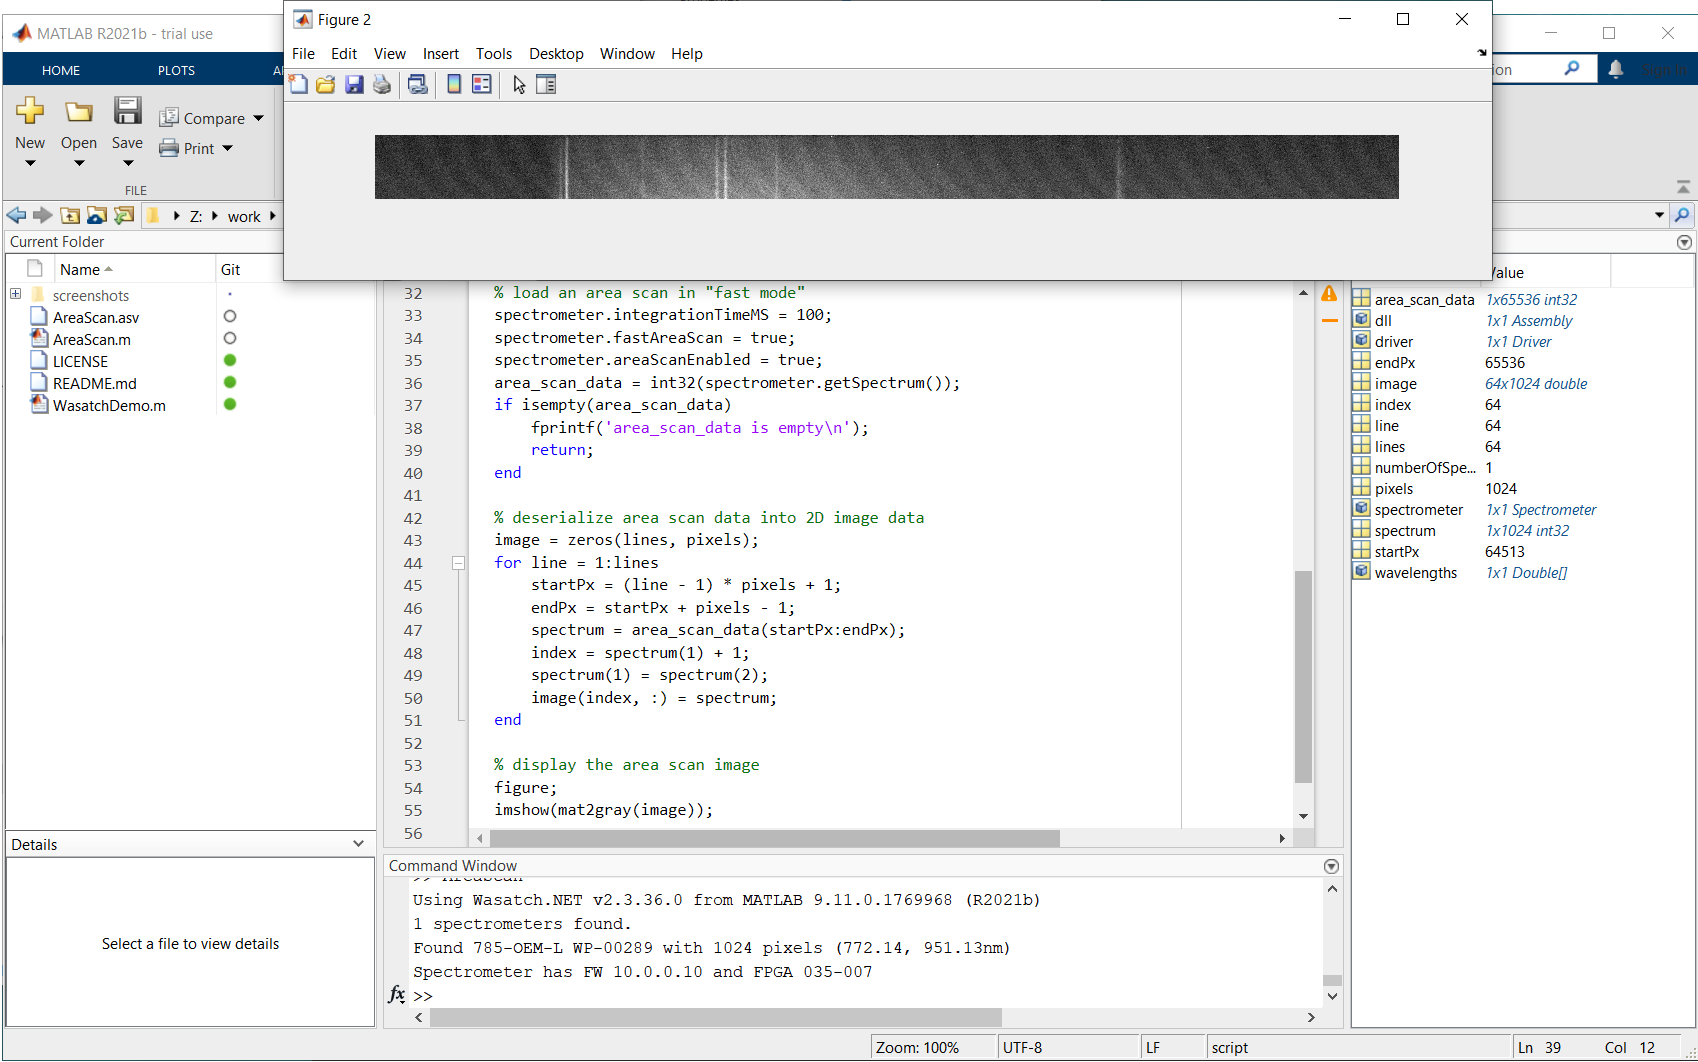 Figure 2
File Edit View Insert Tools Desktop Window Help
MATLAB R2021b - trial use
HOME PLOTS
New
Open
Save
Compare
Print
FILE
Z: work
Current Folder
Name Git
screenshots
AreaScan.asv
AreaScan.m
LICENSE
README.md
WasatchDemo.m
Details
Select a file to view details
32 % load an area scan in "fast mode"
33 spectrometer.integrationTimeMS = 100;
34 spectrometer.fastAreaScan = true;
35 spectrometer.areaScanEnabled = true;
36 area_scan_data = int32(spectrometer.getSpectrum());
37 if isempty(area_scan_data)
38 fprintf('area_scan_data is empty\n');
39 return;
40 end
41
42 % deserialize area scan data into 2D image data
43 image = zeros(lines, pixels);
44 for line = 1:lines
45 startPx = (line - 1) * pixels + 1;
46 endPx = startPx + pixels - 1;
47 spectrum = area_scan_data(startPx:endPx);
48 index = spectrum(1) + 1;
49 spectrum(1) = spectrum(2);
50 image(index, :) = spectrum;
51 end
52
53 % display the area scan image
54 figure;
55 imshow(mat2gray(image));
56
Command Window
>> AreaScan
Using Wasatch.NET v2.3.36.0 from MATLAB 9.11.0.1769968 (R2021b)
1 spectrometers found.
Found 785-OEM-L WP-00289 with 1024 pixels (772.14, 951.13nm)
Spectrometer has FW 10.0.0.10 and FPGA 035-007
fx >>
Value
area_scan_data 1x65536 int32
dll 1x1 Assembly
driver 1x1 Driver
endPx 65536
image 64x1024 double
index 64
line 64
lines 64
numberOfSpe... 1
pixels 1024
spectrometer 1x1 Spectrometer
spectrum 1x1024 int32
startPx 64513
wavelengths 1x1 Double[]
Zoom: 100% UTF-8 LF script Ln 39 Col 12